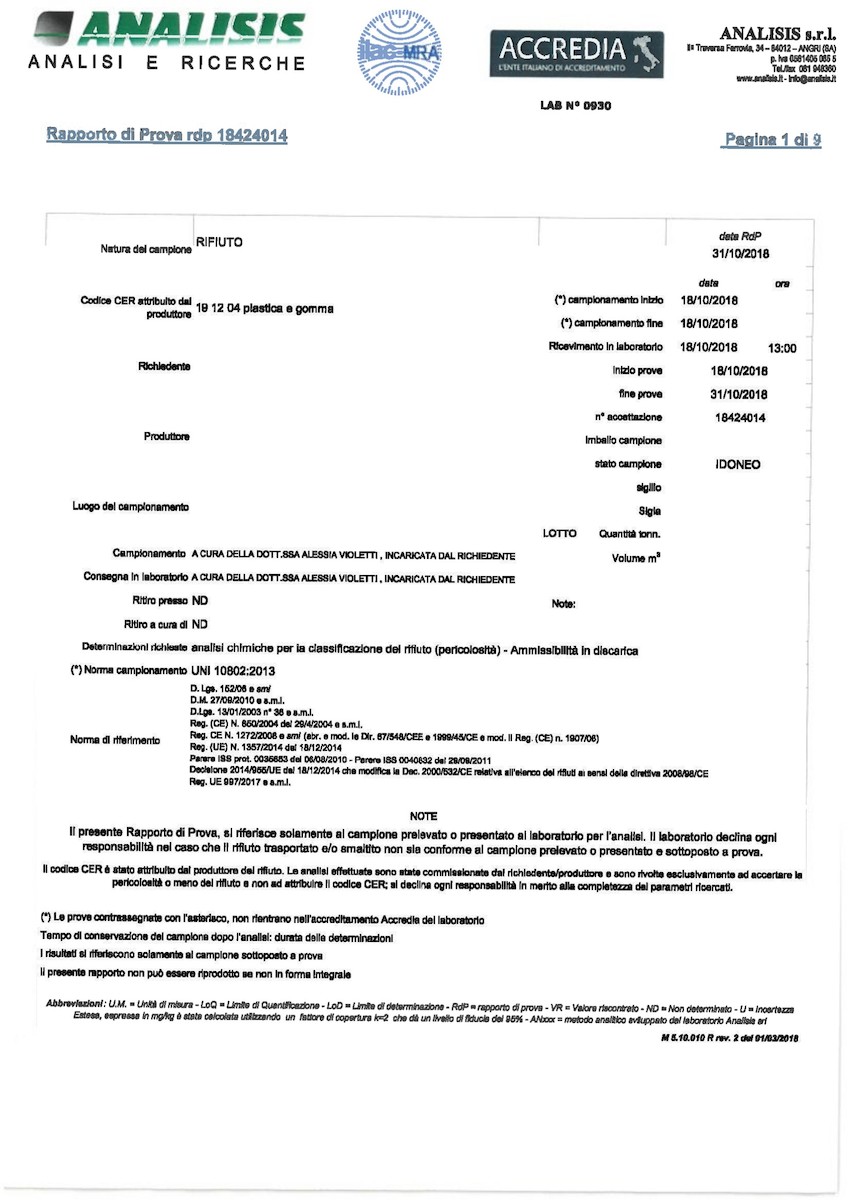 ANALISIS
ANALISI E RICERCHE
ilac-MRA
ACCREDIA
L'ENTE ITALIANO DI ACCREDITAMENTO
LAB N° 0930
ANALISIS s.r.l.
IIª Traversa Ferrovia, 34 – 84012 – ANGRI (SA)
Tel./fax 081 948360
www.analisis.it - info@analisis.it
Rapporto di Prova rdp 18424014
Pagina 1 di 9
Natura del campione RIFIUTO
data RdP
31/10/2018
data ora
Codice CER attribuito dal produttore 19 12 04 plastica e gomma
(*) campionamento inizio 18/10/2018
(*) campionamento fine 18/10/2018
Ricevimento in laboratorio 18/10/2018 13:00
Richiedente
inizio prove 18/10/2018
fine prove 31/10/2018
n° accettazione 18424014
Produttore
Imballo campione
stato campione IDONEO
sigillo
Luogo del campionamento
Sigla
LOTTO Quantità tonn.
Campionamento A CURA DELLA DOTT.SSA ALESSIA VIOLETTI , INCARICATA DAL RICHIEDENTE
Volume m³
Consegna in laboratorio A CURA DELLA DOTT.SSA ALESSIA VIOLETTI , INCARICATA DAL RICHIEDENTE
Ritiro presso ND
Note:
Ritiro a cura di ND
Determinazioni richieste analisi chimiche per la classificazione del rifiuto (pericolosità) - Ammissibilità in discarica
(*) Norma campionamento UNI 10802:2013
Norma di riferimento
D. Lgs. 152/06 e smi
D.M. 27/09/2010 e s.m.i.
D.Lgs. 13/01/2003 n° 36 e s.m.i.
Reg. (CE) N. 850/2004 del 29/4/2004 e s.m.i.
Reg. CE N. 1272/2008 e smi (abr. e mod. le Dir. 67/548/CEE e 1999/45/CE e mod. il Reg. (CE) n. 1907/06)
Reg. (UE) N. 1357/2014 del 18/12/2014
Parere ISS prot. 0035653 del 06/08/2010 - Parere ISS 0040832 del 29/09/2011
Decisione 2014/955/UE del 18/12/2014 che modifica la Dec. 2000/532/CE relativa all'elenco dei rifiuti ai sensi della direttiva 2008/98/CE
Reg. UE 997/2017 e s.m.i.
NOTE
Il presente Rapporto di Prova, si riferisce solamente al campione prelevato o presentato al laboratorio per l'analisi. Il laboratorio declina ogni
responsabilità nel caso che il rifiuto trasportato e/o smaltito non sia conforme al campione prelevato o presentato e sottoposto a prova.
Il codice CER è stato attribuito dal produttore del rifiuto. Le analisi effettuate sono state commissionate dal richiedente/produttore e sono rivolte esclusivamente ad accertare la
pericolosità o meno del rifiuto e non ad attribuire il codice CER; si declina ogni responsabilità in merito alla completezza dei parametri ricercati.
(*) Le prove contrassegnate con l'asterisco, non rientrano nell'accreditamento Accredia del laboratorio
Tempo di conservazione del campione dopo l'analisi: durata delle determinazioni
I risultati si riferiscono solamente al campione sottoposto a prova
Il presente rapporto non può essere riprodotto se non in forma integrale
Abbreviazioni : U.M. = Unità di misura - LoQ = Limite di Quantificazione - LoD = Limite di determinazione - RdP = rapporto di prova - VR = Valore riscontrato - ND = Non determinato - U = Incertezza
Estesa, espressa in mg/kg è stata calcolata utilizzando un fattore di copertura k=2 che dà un livello di fiducia del 95% - ANxxx = metodo analitico sviluppato dal laboratorio Analisis srl
M 5.10.010 R rev. 2 del 01/03/2018